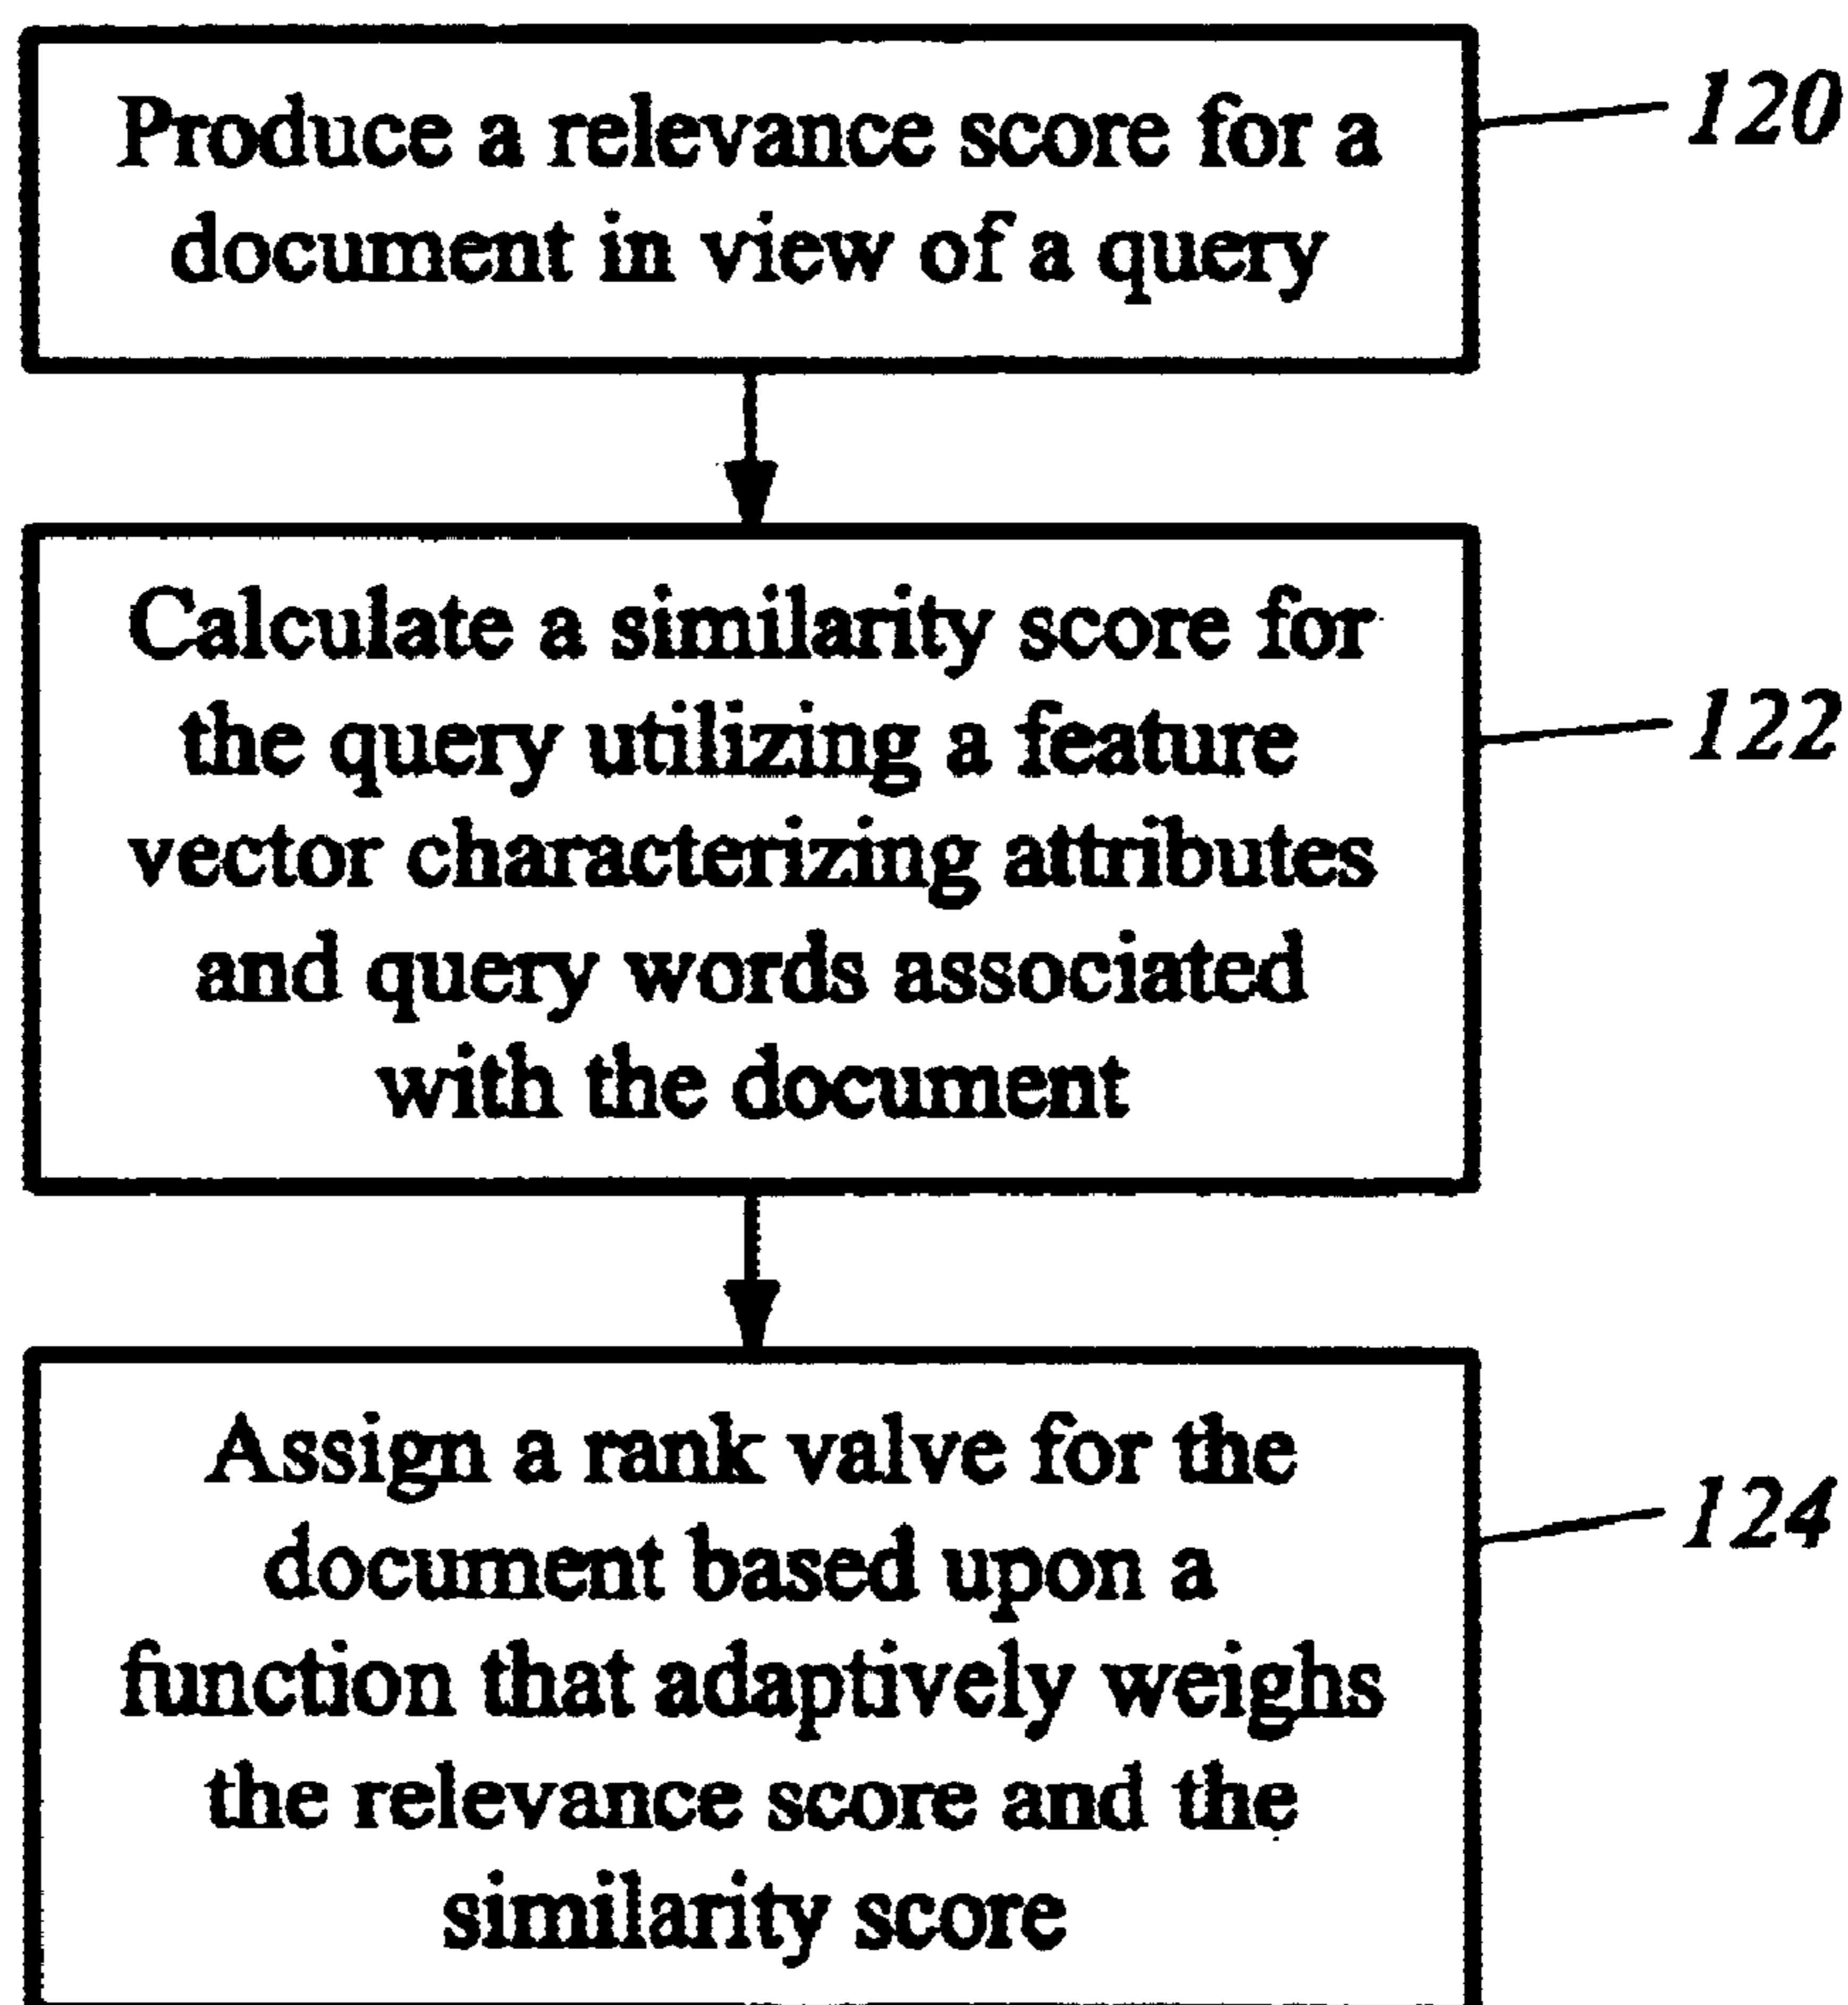 Produce a relevance score for a
document in view of a query
120
Calculate a similarity score for
the query utilizing a feature
vector characterizing attributes
and query words associated
with the document
122
Assign a rank valve for the
document based upon a
function that adaptively weighs
the relevance score and the
similarity score
124